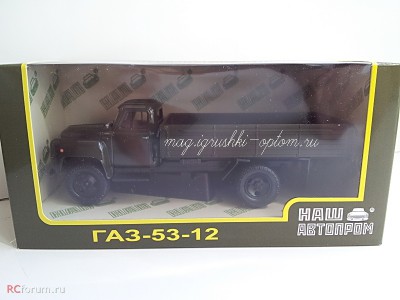 mag.igrushki-optom.ru
ГАЗ-53-12
НАШ
АВТОПРОМ
RCforum.ru